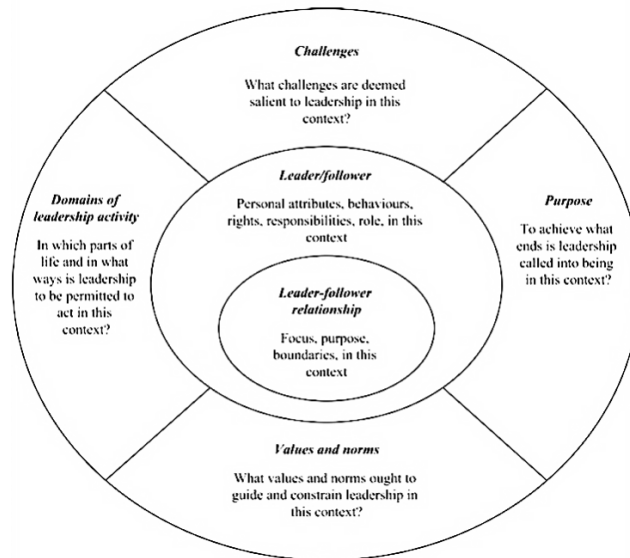 Challenges
What challenges are deemed
salient to leadership in this
context?
Leader/follower
Personal attributes, behaviours,
rights, responsibilities, role, in this
context
Domains of
leadership activity
In which parts of
life and in what
ways is leadership
to be permitted to
act in this
context?
Purpose
To achieve what
ends is leadership
called into being
in this context?
Leader-follower
relationship
Focus, purpose,
boundaries, in this
context
Values and norms
What values and norms ought to
guide and constrain leadership in
this context?